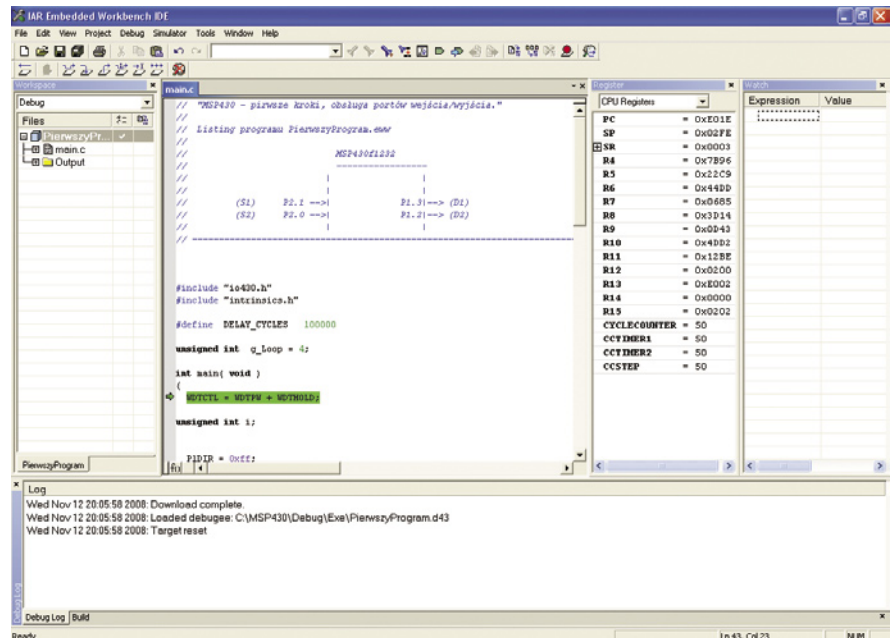 IAR Embedded Workbench IDE
File Edit View Project Debug Simulator Tools Window Help
Workspace
Debug
Files
PierwszyPr...
main.c
Output
PierwszyProgram
main.c
// "MSP430 - pirwsze kroki, obsługa portów wejścia/wyjścia."
//
// Listing programu PierwszyProgram.eww
//
// MSP430f1232
// -----------------
// | |
// (S1) P2.1 -->| P1.3|--> (D1)
// (S2) P2.0 -->| P1.2|--> (D2)
// | |
//
#include "io430.h"
#include "intrinsics.h"
#define DELAY_CYCLES 100000
unsigned int g_Loop = 4;
int main( void )
{
WDTCTL = WDTPW + WDTHOLD;
unsigned int i;
P1DIR = 0xff;
f()
Register
CPU Registers
PC = 0xE01E
SP = 0x02FE
SR = 0x0003
R4 = 0x7B96
R5 = 0x22C9
R6 = 0x44DD
R7 = 0x0685
R8 = 0x3D14
R9 = 0x0D43
R10 = 0x4DD2
R11 = 0x12BE
R12 = 0x0200
R13 = 0xE002
R14 = 0x0000
R15 = 0x0202
CYCLECOUNTER = 50
CCTIMER1 = 50
CCTIMER2 = 50
CCSTEP = 50
Watch
Expression Value
Log
Wed Nov 12 20:05:58 2008: Download complete.
Wed Nov 12 20:05:58 2008: Loaded debugee: C:\MSP430\Debug\Exe\PierwszyProgram.d43
Wed Nov 12 20:05:58 2008: Target reset
Debug Log
Debug Log Build
Ready Ln 43, Col 23 NUM